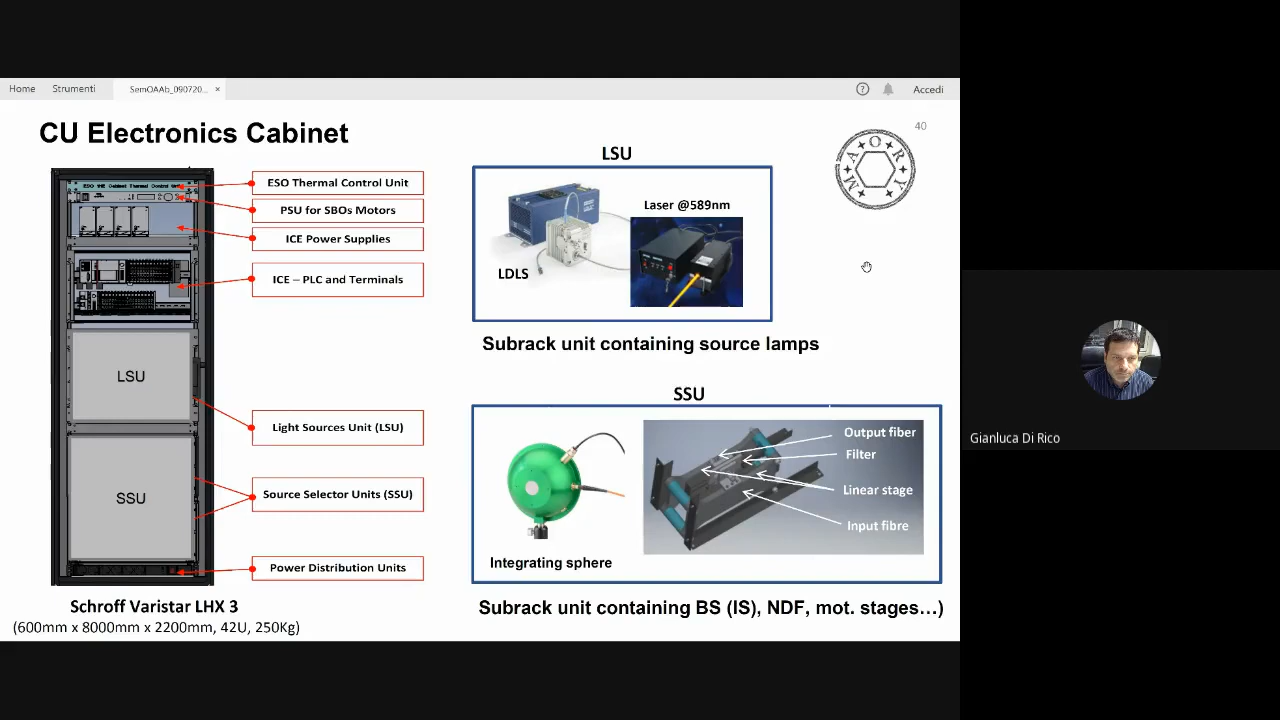 Home
Strumenti
SemOAAb_090720...
×
?
Accedi
40
CU Electronics Cabinet
MAORY
ESO Thermal Control Unit
PSU for SBOs Motors
ICE Power Supplies
ICE – PLC and Terminals
LSU
Light Sources Unit (LSU)
SSU
Source Selector Units (SSU)
Power Distribution Units
Schroff Varistar LHX 3
(600mm x 8000mm x 2200mm, 42U, 250Kg)
LSU
Laser @589nm
LDLS
Subrack unit containing source lamps
SSU
Output fiber
Filter
Linear stage
Input fibre
Integrating sphere
Subrack unit containing BS (IS), NDF, mot. stages…)
Gianluca Di Rico